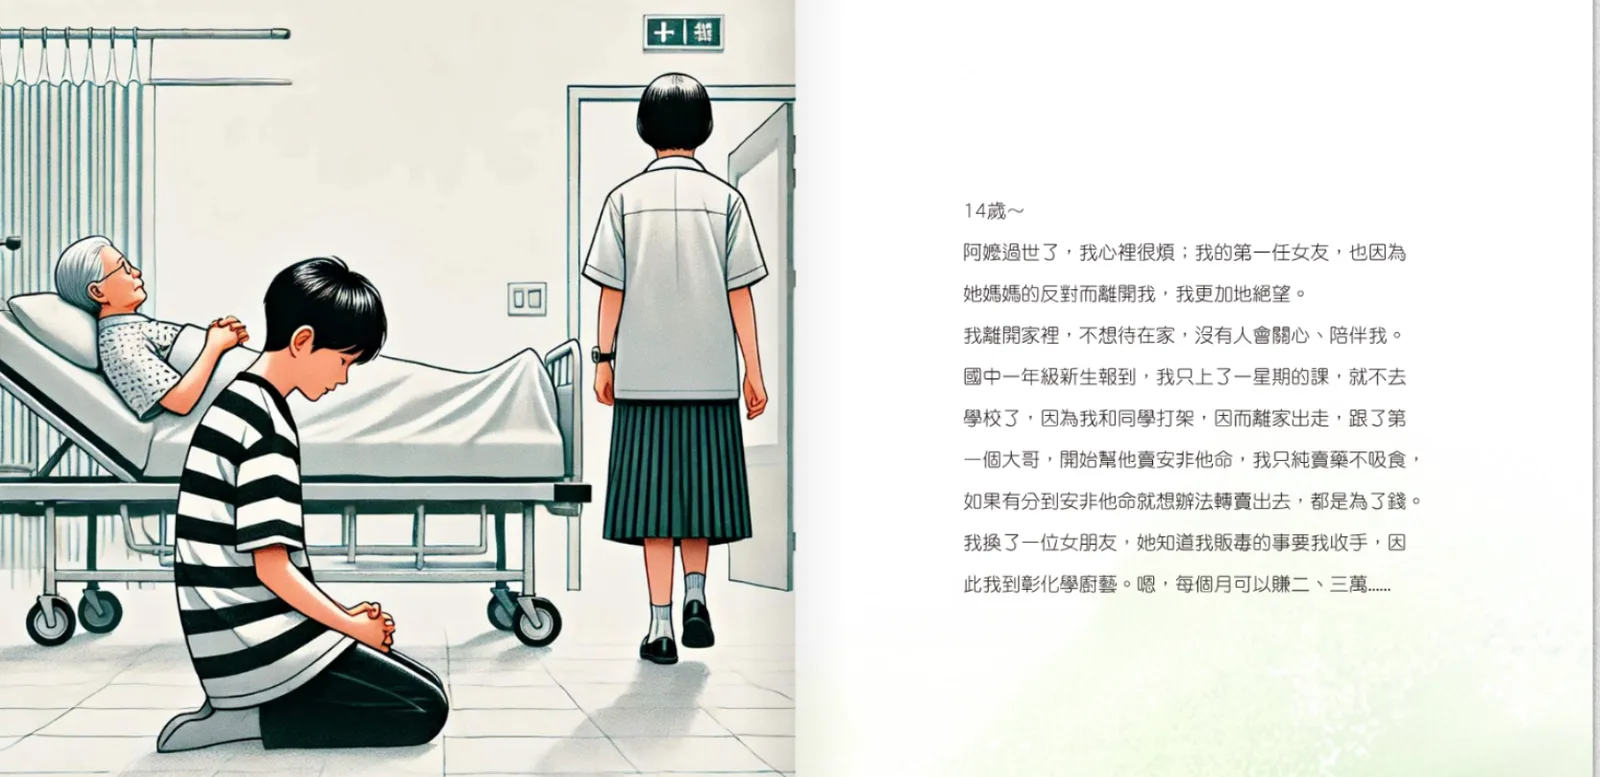 14歲～
阿嬤過世了，我心裡很煩；我的第一任女友，也因為
她媽媽的反對而離開我，我更加地絕望。
我離開家裡，不想待在家，沒有人會關心、陪伴我。
國中一年級新生報到，我只上了一星期的課，就不去
學校了，因為我和同學打架，因而離家出走，跟了第
一個大哥，開始幫他賣安非他命，我只純賣藥不吸食，
如果有分到安非他命就想辦法轉賣出去，都是為了錢。
我換了一位女朋友，她知道我販毒的事要我收手，因
此我到彰化學廚藝。嗯，每個月可以賺二、三萬……